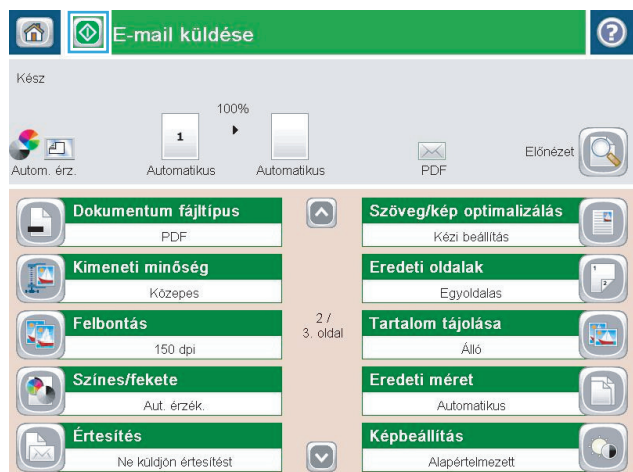 E-mail küldése
Kész
100%
1
Autom. érz.
Automatikus
Automatikus
PDF
Előnézet
Dokumentum fájltípus
PDF
Szöveg/kép optimalizálás
Kézi beállítás
Kimeneti minőség
Közepes
Eredeti oldalak
Egyoldalas
Felbontás
150 dpi
2 /
3. oldal
Tartalom tájolása
Álló
Színes/fekete
Aut. érzék.
Eredeti méret
Automatikus
Értesítés
Ne küldjön értesítést
Képbeállítás
Alapértelmezett